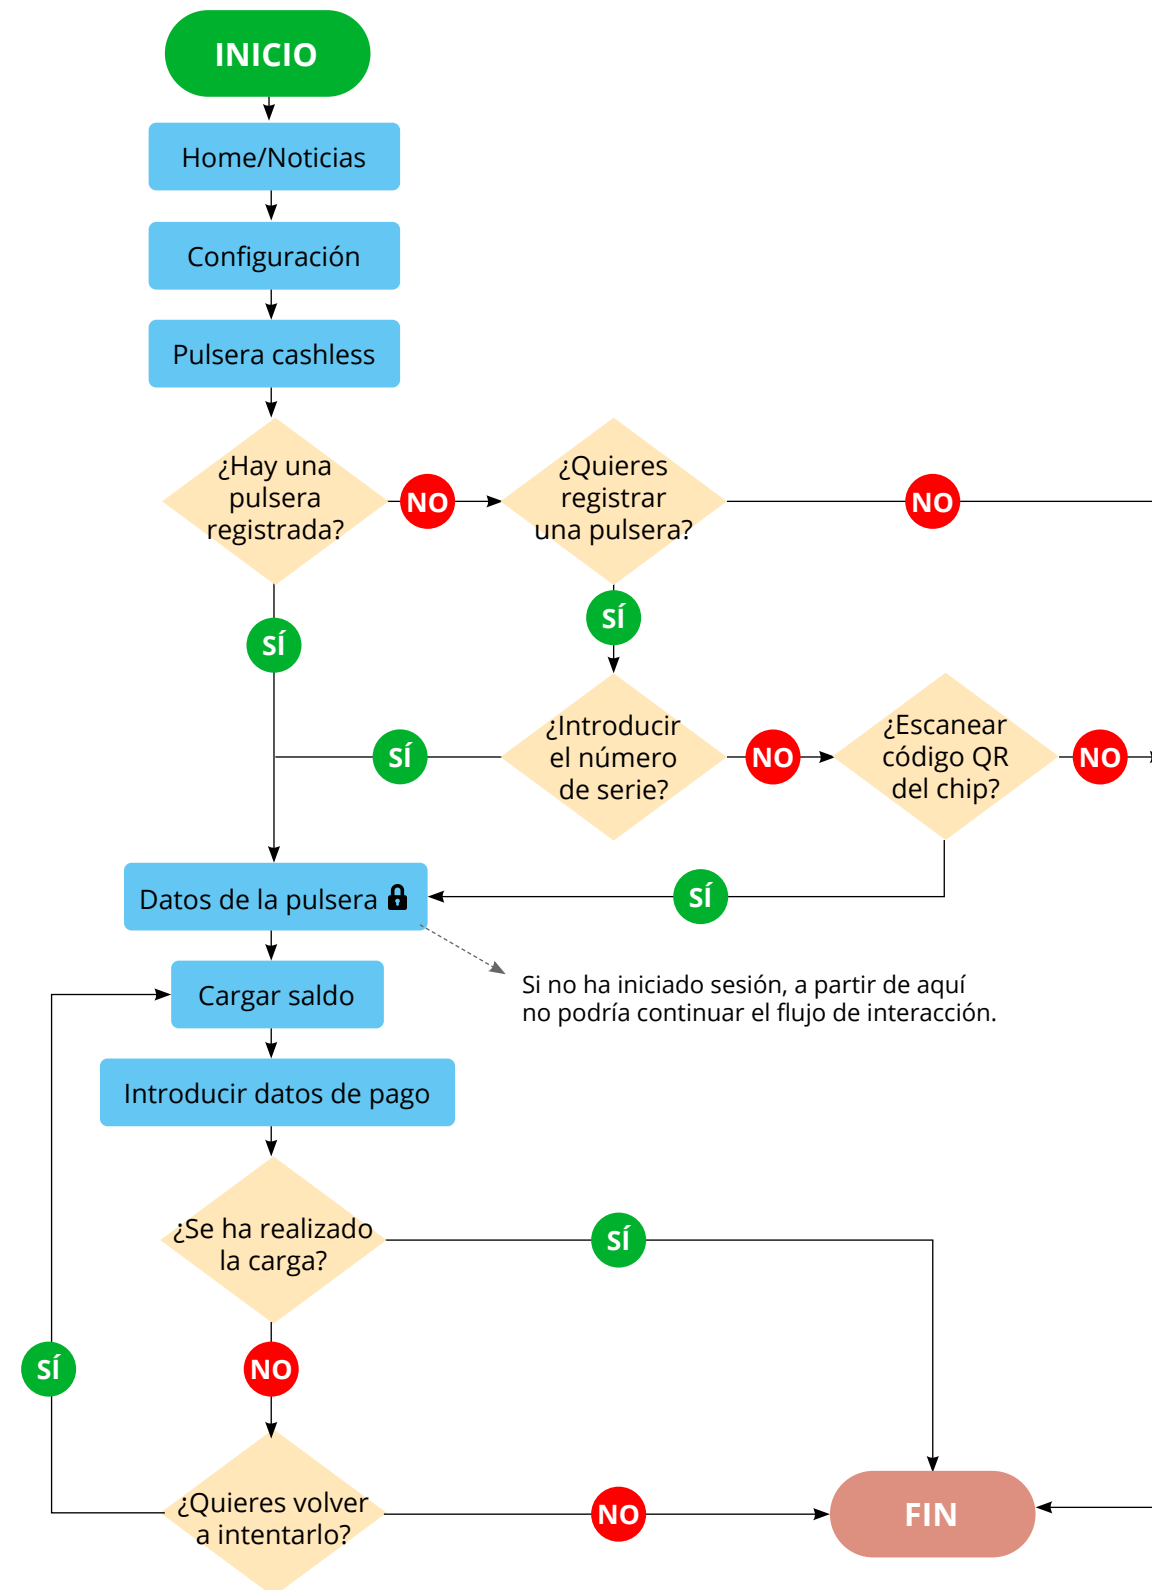 INICIO
Home/Noticias
Configuración
Pulsera cashless
¿Hay una
pulsera
registrada?
NO
¿Quieres
registrar
una pulsera?
NO
SÍ
SÍ
SÍ
¿Introducir
el número
de serie?
NO
¿Escanear
código QR
del chip?
NO
Datos de la pulsera
SÍ
Si no ha iniciado sesión, a partir de aquí
no podría continuar el flujo de interacción.
Cargar saldo
Introducir datos de pago
¿Se ha realizado
la carga?
SÍ
SÍ
NO
¿Quieres volver
a intentarlo?
NO
FIN